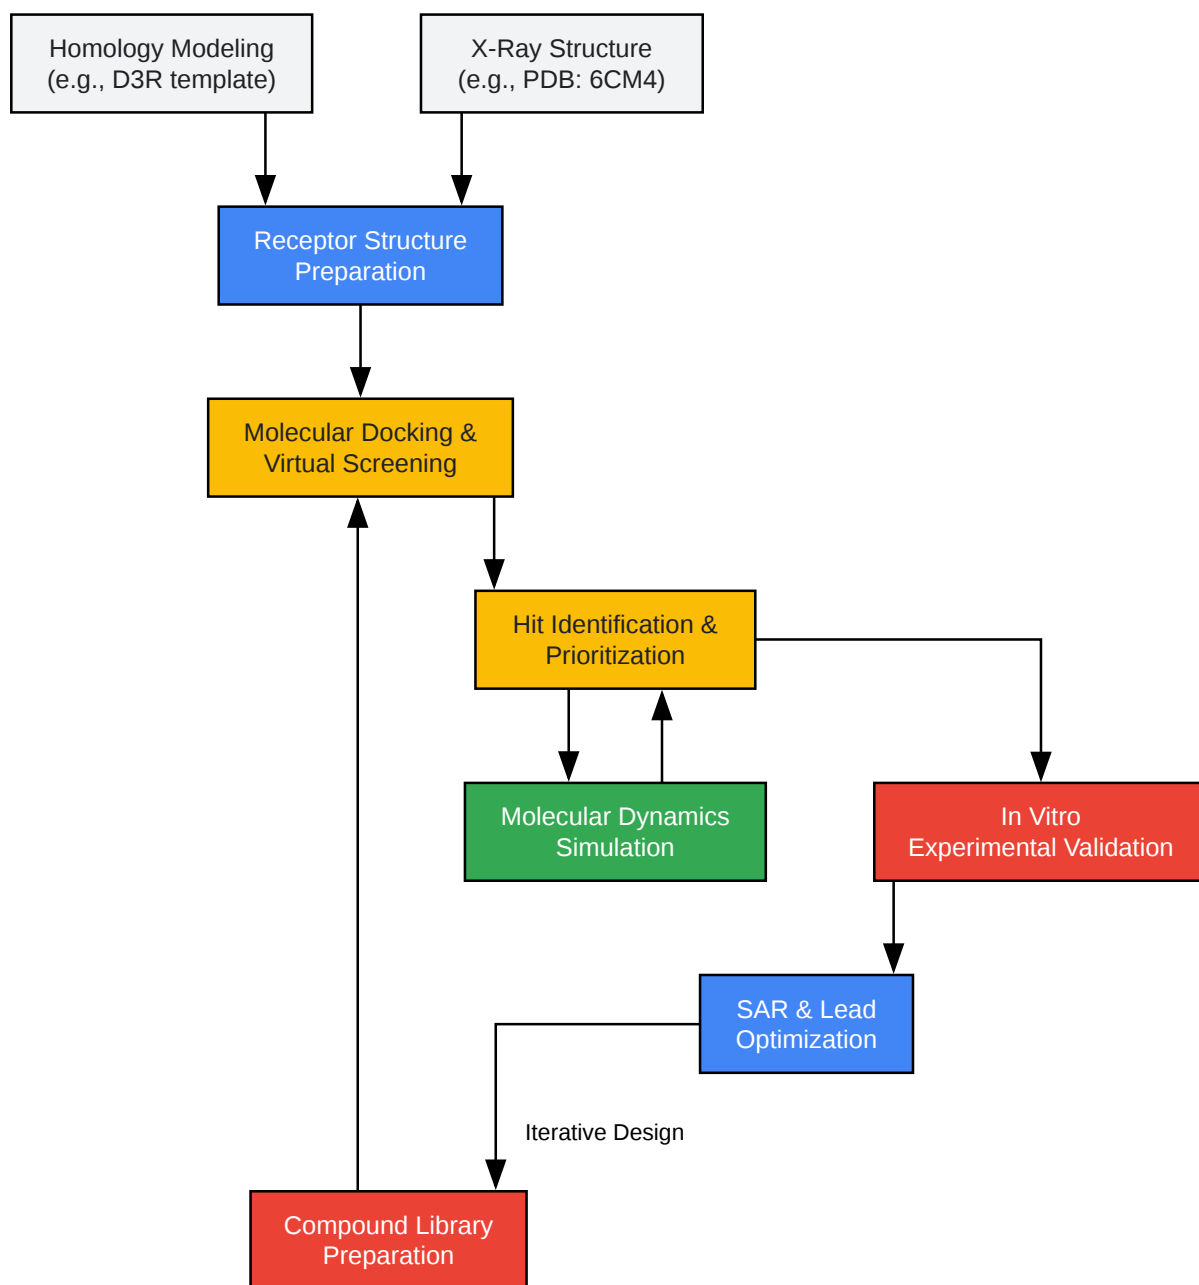 Homology Modeling
(e.g., D3R template)
X-Ray Structure
(e.g., PDB: 6CM4)
Receptor Structure
Preparation
Molecular Docking &
Virtual Screening
Hit Identification &
Prioritization
Molecular Dynamics
Simulation
In Vitro
Experimental Validation
SAR & Lead
Optimization
Iterative Design
Compound Library
Preparation